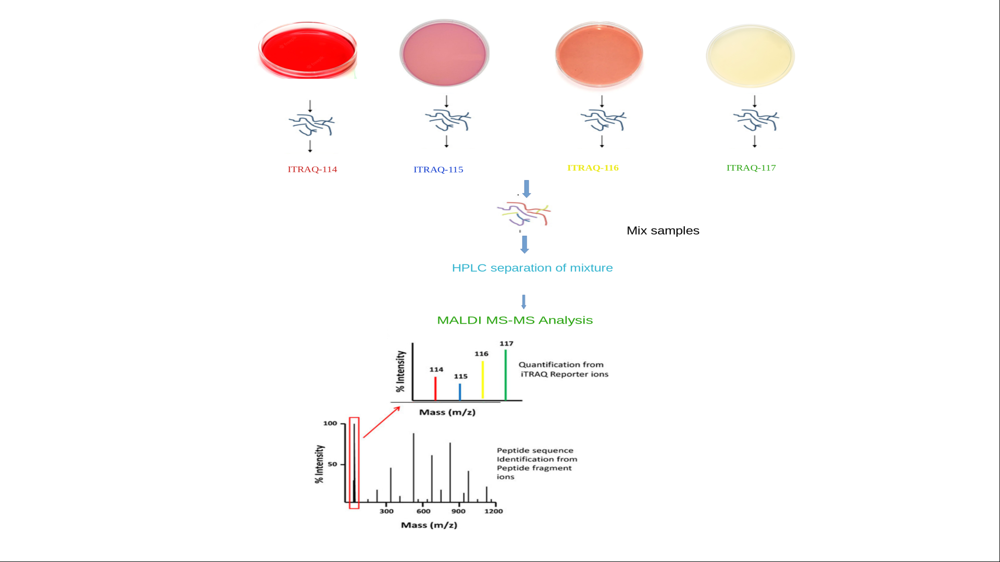 ITRAQ-114
ITRAQ-115
ITRAQ-116
ITRAQ-117
Mix samples
HPLC separation of mixture
MALDI MS-MS Analysis
% Intensity
114
115
116
117
Quantification from
iTRAQ Reporter ions
Mass (m/z)
% Intensity
100
50
Peptide sequence
Identification from
Peptide fragment
ions
300
600
900
1200
Mass (m/z)